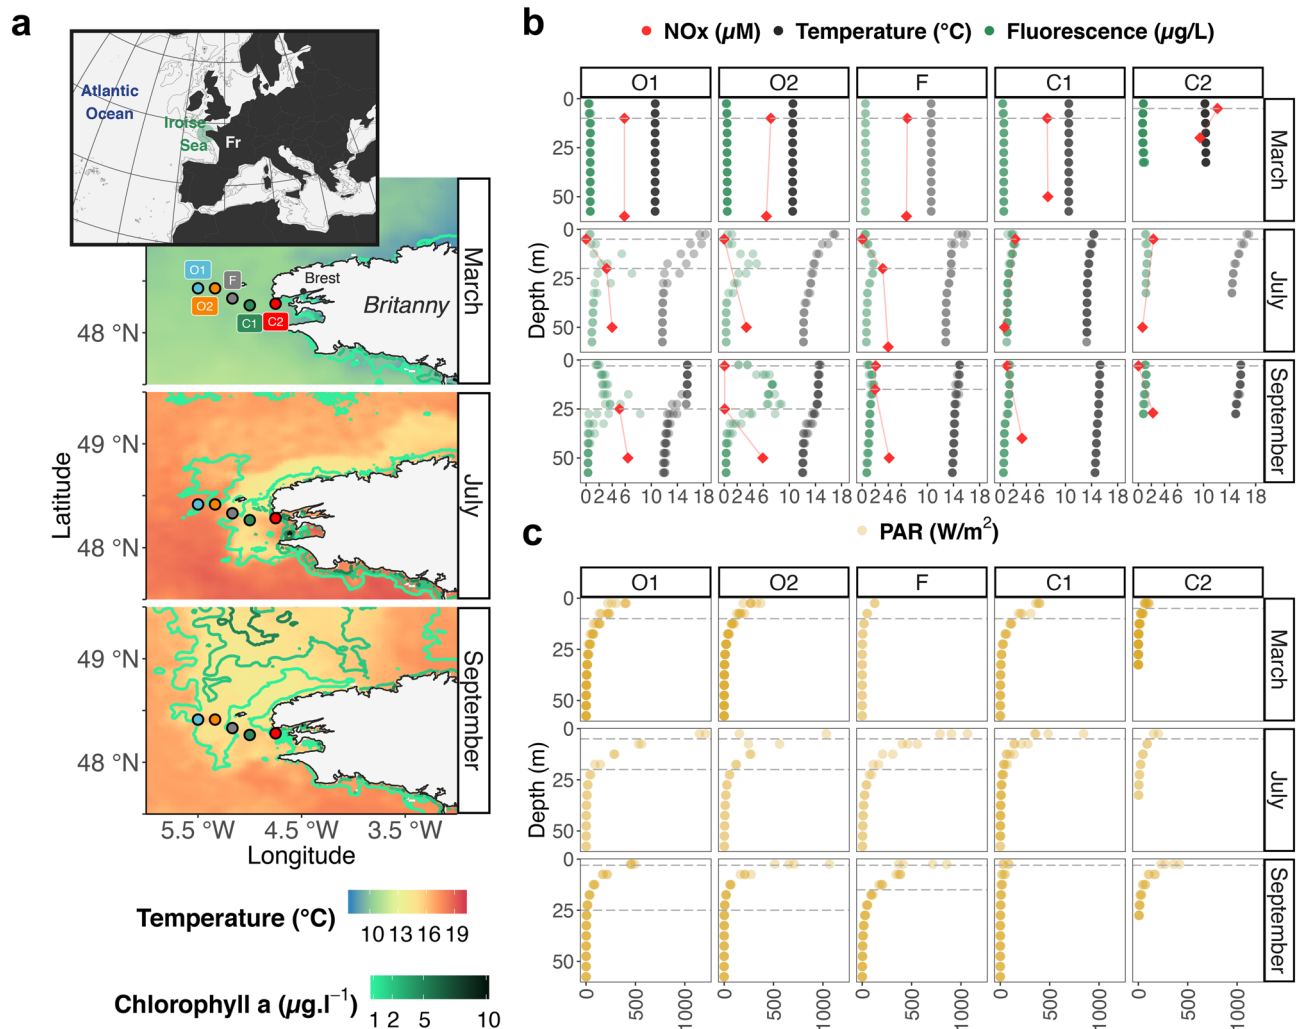 a
Atlantic
Ocean
Iroise
Sea
Fr
March
O1
F
Brest
O2
C1
C2
Britanny
48 °N
July
49 °N
48 °N
Latitude
September
49 °N
48 °N
5.5 °W 4.5 °W 3.5 °W
Longitude
Temperature (°C)
10 13 16 19
Chlorophyll a (µg.l⁻¹)
1 2 5 10
b
NOx (µM) Temperature (°C) Fluorescence (µg/L)
O1 O2 F C1 C2
0
25
50
March
0
25
50
July
0
25
50
September
Depth (m)
0 2 4 6 10 14 18 0 2 4 6 10 14 18 0 2 4 6 10 14 18 0 2 4 6 10 14 18 0 2 4 6 10 14 18
c
PAR (W/m²)
O1 O2 F C1 C2
0
25
50
March
0
25
50
July
0
25
50
September
Depth (m)
0 500 1000 0 500 1000 0 500 1000 0 500 1000 0 500 1000